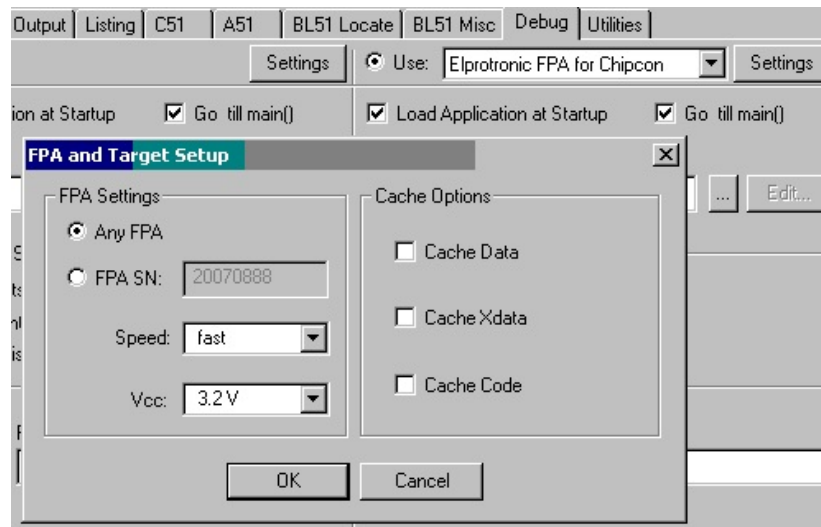 Output Listing C51 A51 BL51 Locate BL51 Misc Debug Utilities
Settings Use: Elprotronic FPA for Chipcon Settings
ion at Startup Go till main() Load Application at Startup Go till main()
FPA and Target Setup
... Edit...
FPA Settings
Any FPA
FPA SN: 20070888
Speed: fast
Vcc: 3.2 V
Cache Options
Cache Data
Cache Xdata
Cache Code
OK Cancel